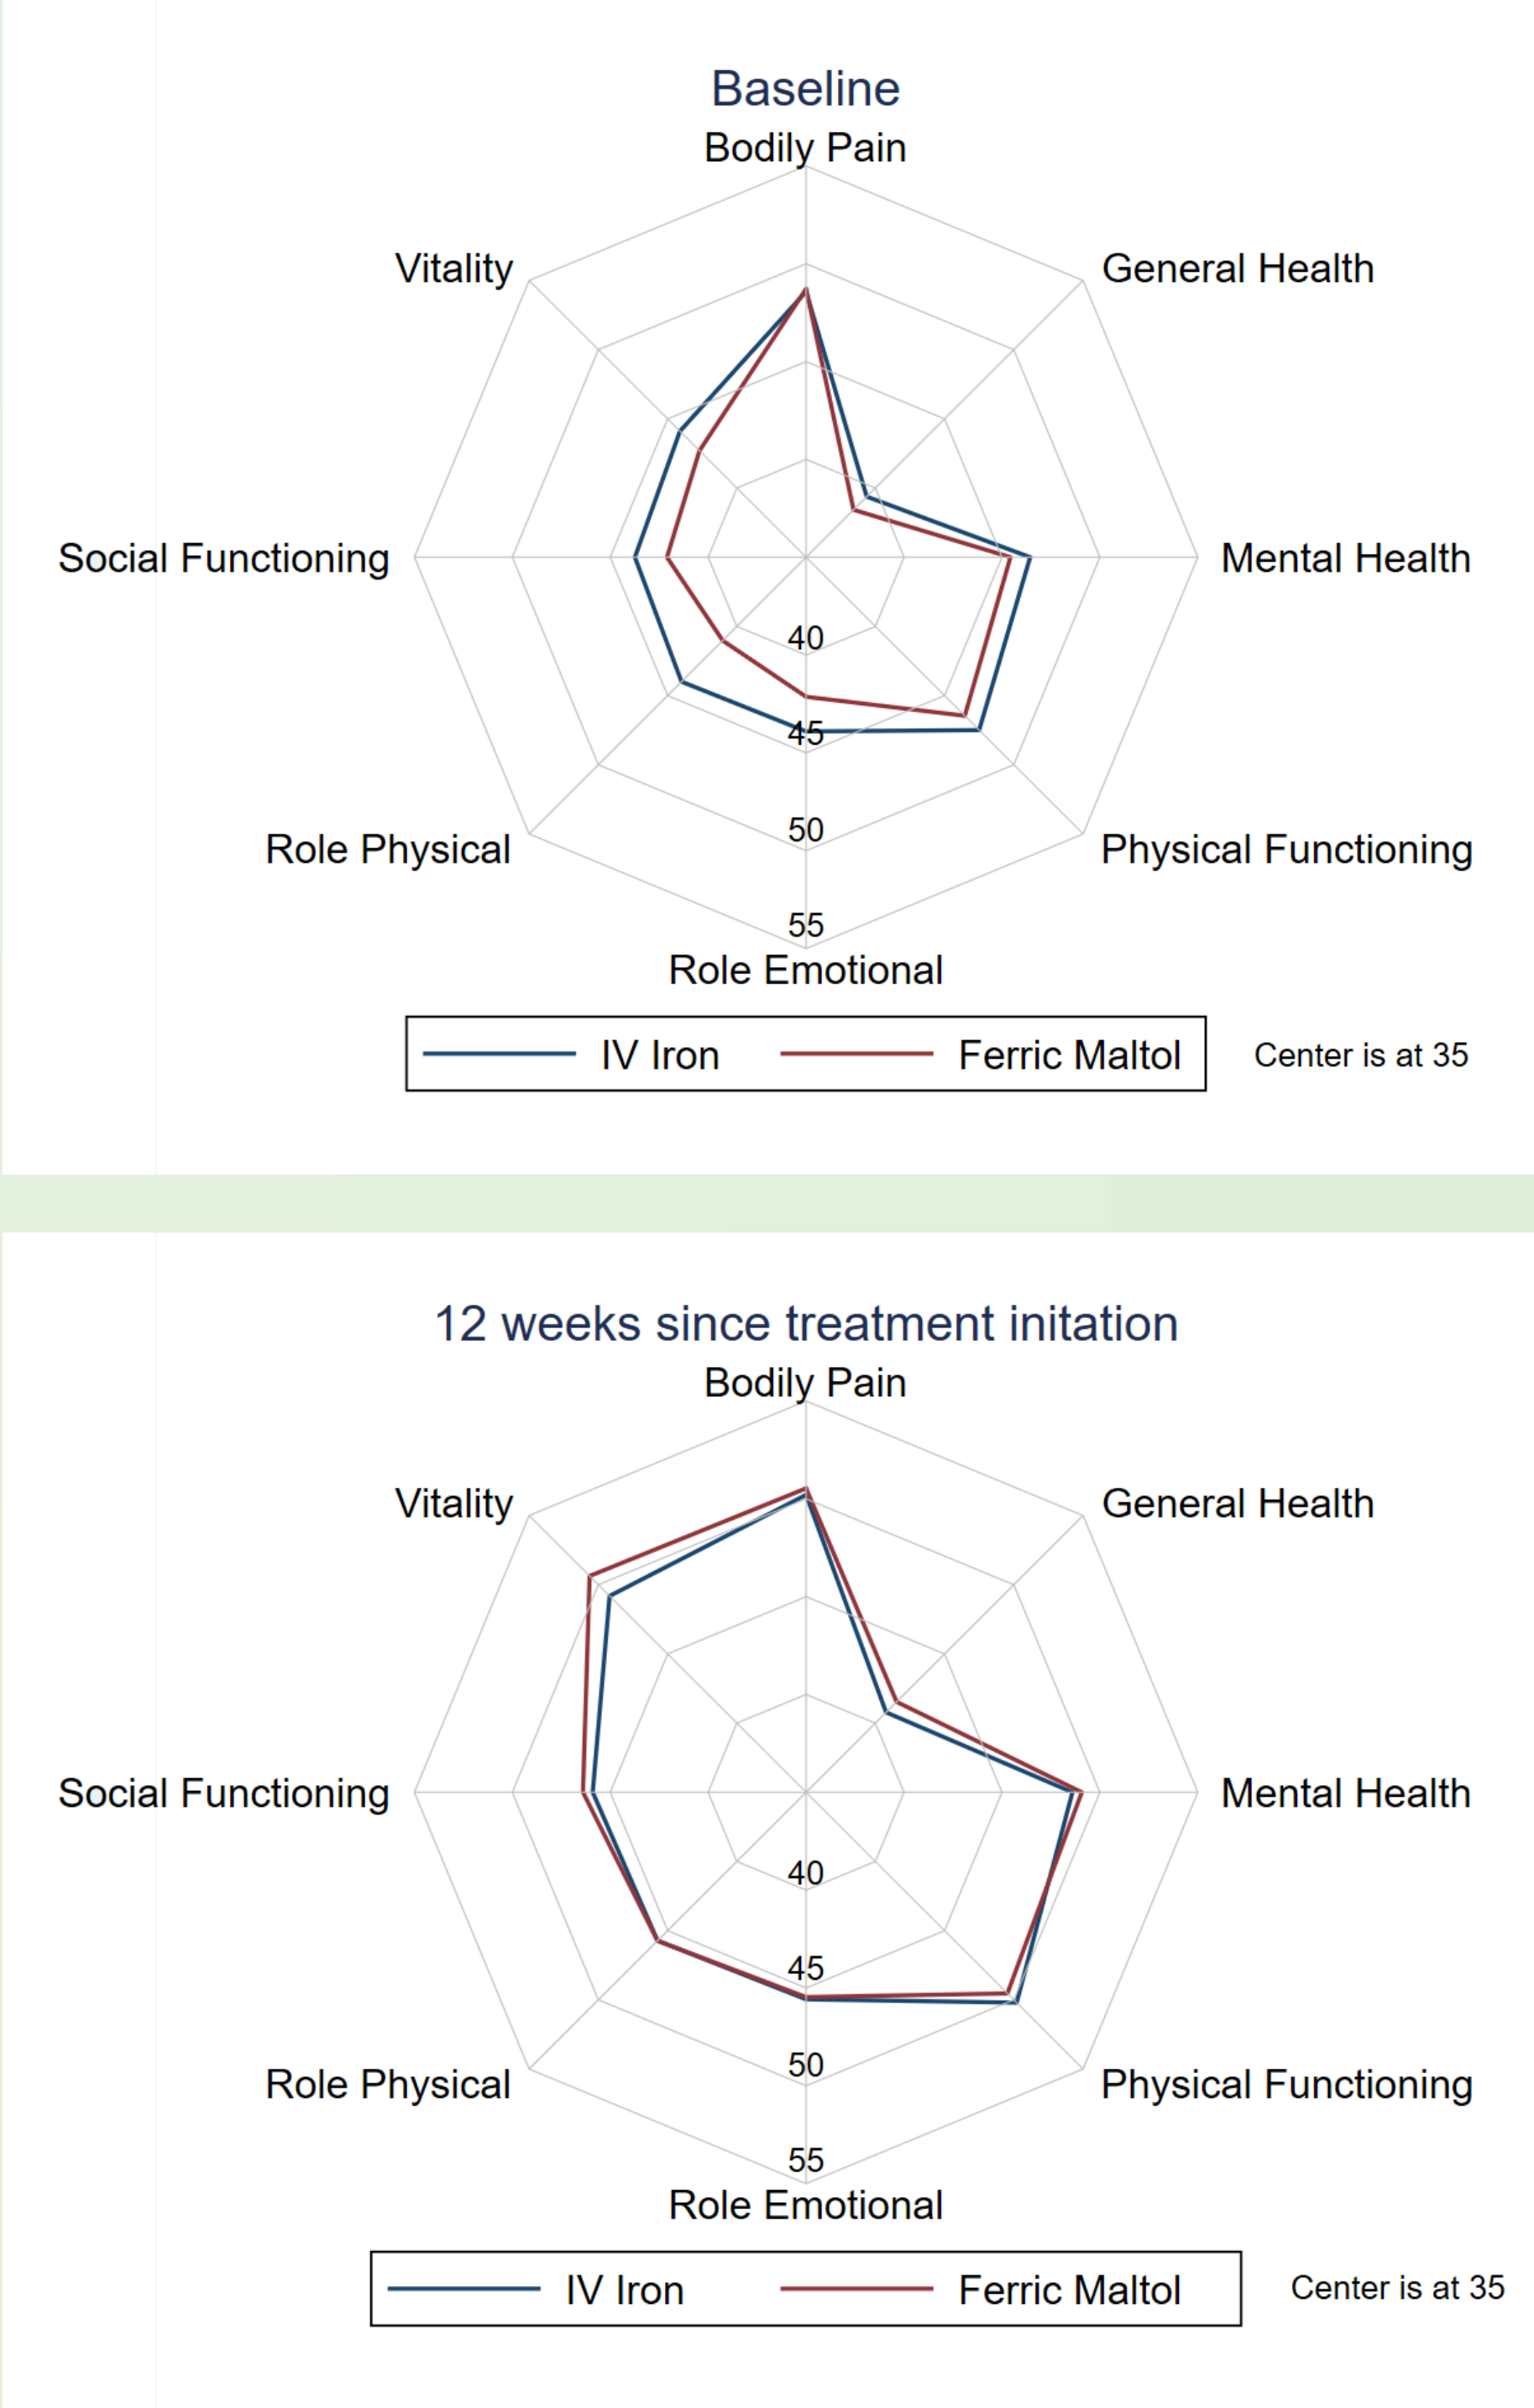 Baseline
Bodily Pain
Vitality
General Health
Social Functioning
Mental Health
40
45
50
55
Role Physical
Physical Functioning
Role Emotional
IV Iron
Ferric Maltol
Center is at 35
12 weeks since treatment initation
Bodily Pain
Vitality
General Health
Social Functioning
Mental Health
40
45
50
55
Role Physical
Physical Functioning
Role Emotional
IV Iron
Ferric Maltol
Center is at 35